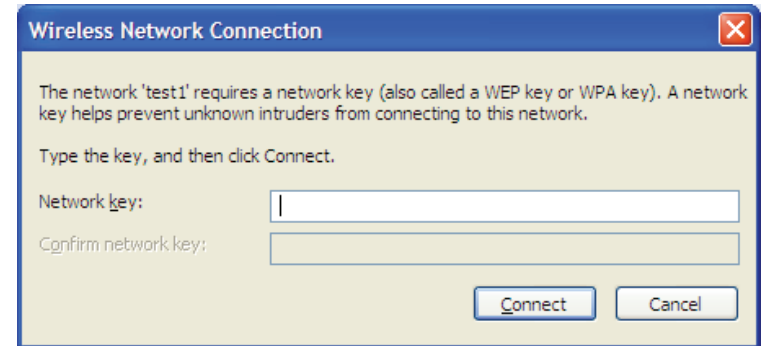 Wireless Network Connection
The network 'test1' requires a network key (also called a WEP key or WPA key). A network
key helps prevent unknown intruders from connecting to this network.
Type the key, and then click Connect.
Network key:
Confirm network key:
Connect Cancel